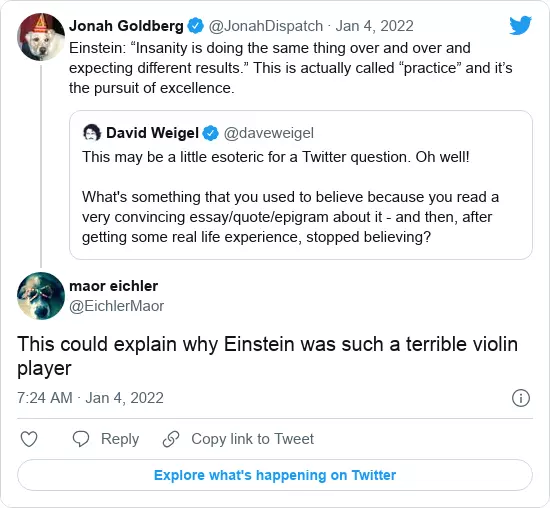 Jonah Goldberg @JonahDispatch · Jan 4, 2022
Einstein: “Insanity is doing the same thing over and over and
expecting different results.” This is actually called “practice” and it’s
the pursuit of excellence.
David Weigel @daveweigel
This may be a little esoteric for a Twitter question. Oh well!
What's something that you used to believe because you read a
very convincing essay/quote/epigram about it - and then, after
getting some real life experience, stopped believing?
maor eichler
@EichlerMaor
This could explain why Einstein was such a terrible violin
player
7:24 AM · Jan 4, 2022
Reply Copy link to Tweet
Explore what's happening on Twitter